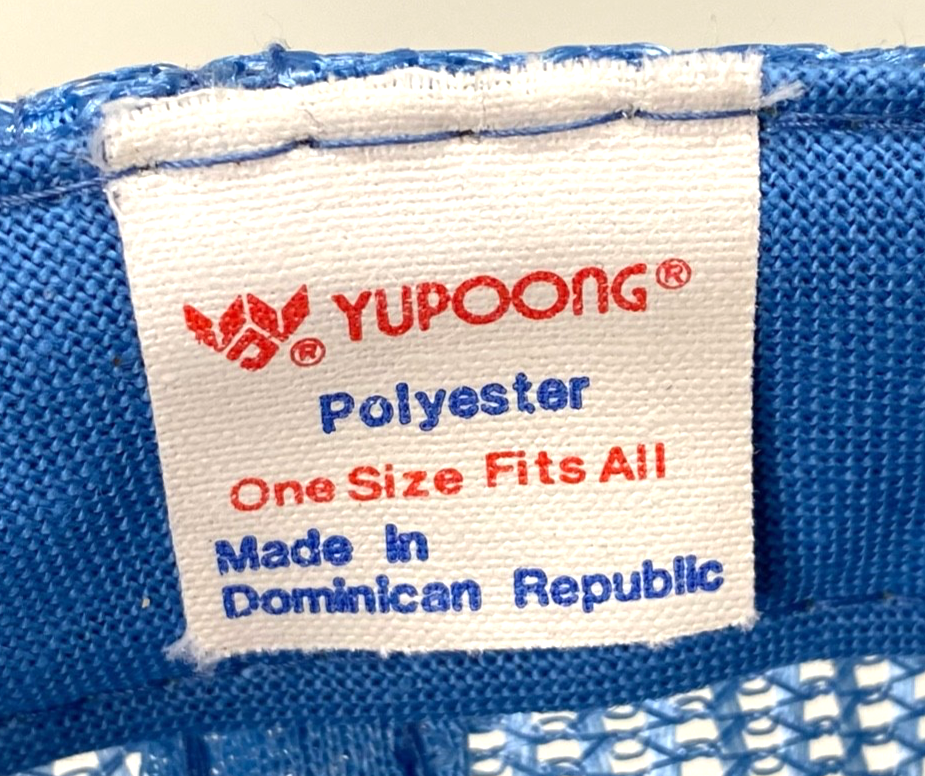 ® YUPOONG®
Polyester
One Size Fits All
Made In
Dominican Republic